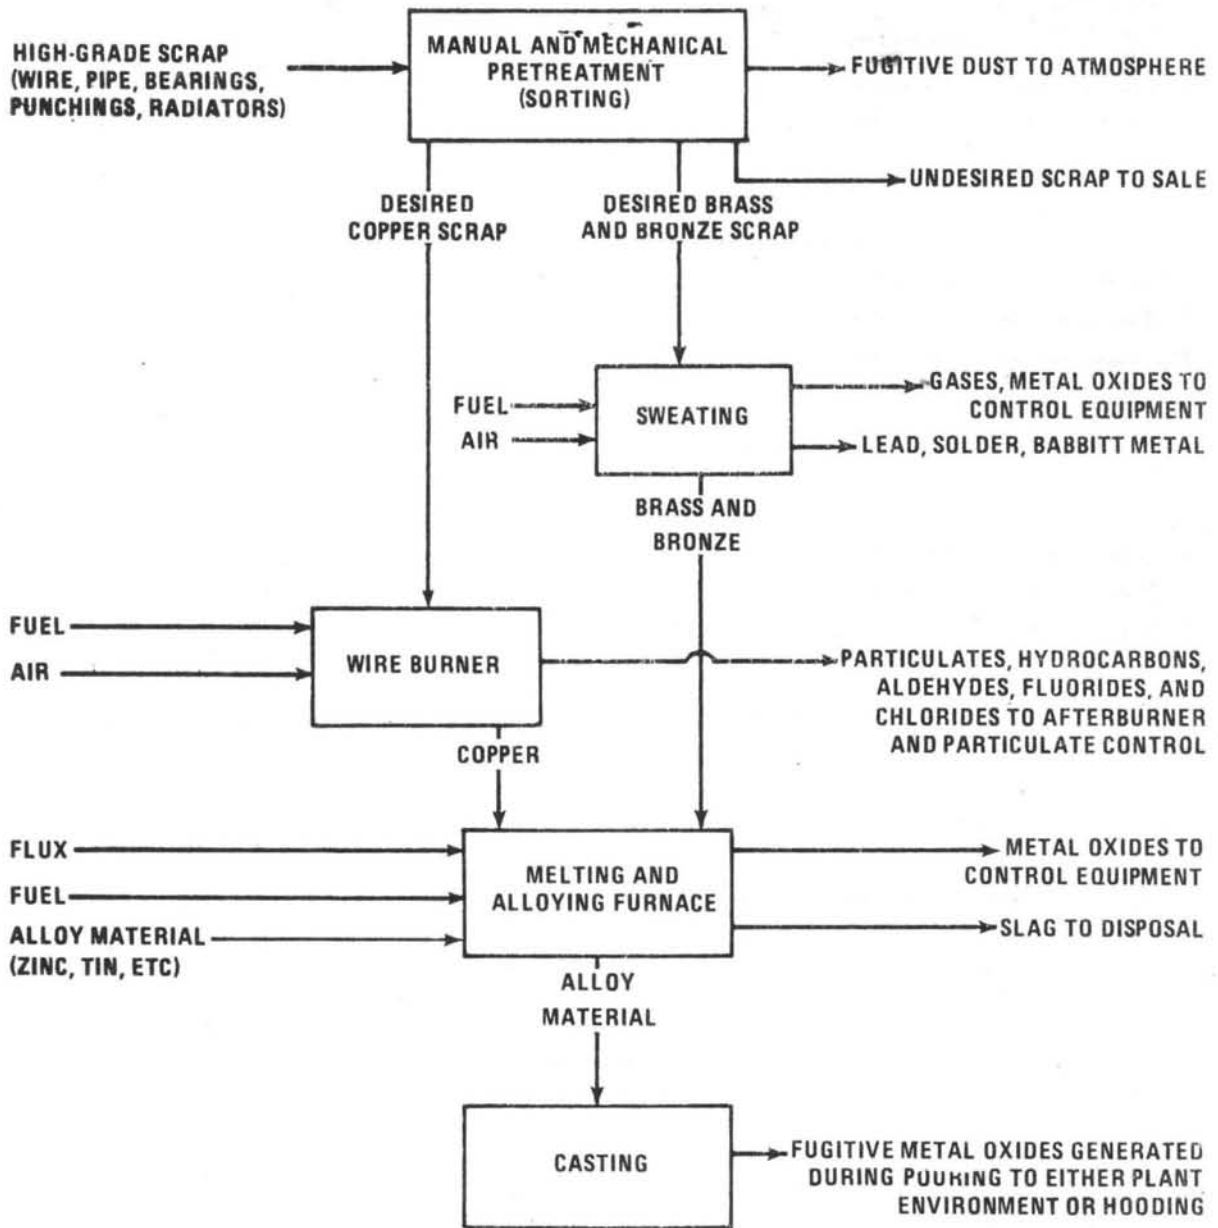 HIGH-GRADE SCRAP
(WIRE, PIPE, BEARINGS,
PUNCHINGS, RADIATORS)
MANUAL AND MECHANICAL
PRETREATMENT
(SORTING)
FUGITIVE DUST TO ATMOSPHERE
UNDESIRED SCRAP TO SALE
DESIRED
COPPER SCRAP
DESIRED BRASS
AND BRONZE SCRAP
FUEL
AIR
SWEATING
GASES, METAL OXIDES TO
CONTROL EQUIPMENT
LEAD, SOLDER, BABBITT METAL
BRASS AND
BRONZE
FUEL
AIR
WIRE BURNER
PARTICULATES, HYDROCARBONS,
ALDEHYDES, FLUORIDES, AND
CHLORIDES TO AFTERBURNER
AND PARTICULATE CONTROL
COPPER
FLUX
FUEL
ALLOY MATERIAL
(ZINC, TIN, ETC)
MELTING AND
ALLOYING FURNACE
METAL OXIDES TO
CONTROL EQUIPMENT
SLAG TO DISPOSAL
ALLOY
MATERIAL
CASTING
FUGITIVE METAL OXIDES GENERATED
DURING POURING TO EITHER PLANT
ENVIRONMENT OR HOODING